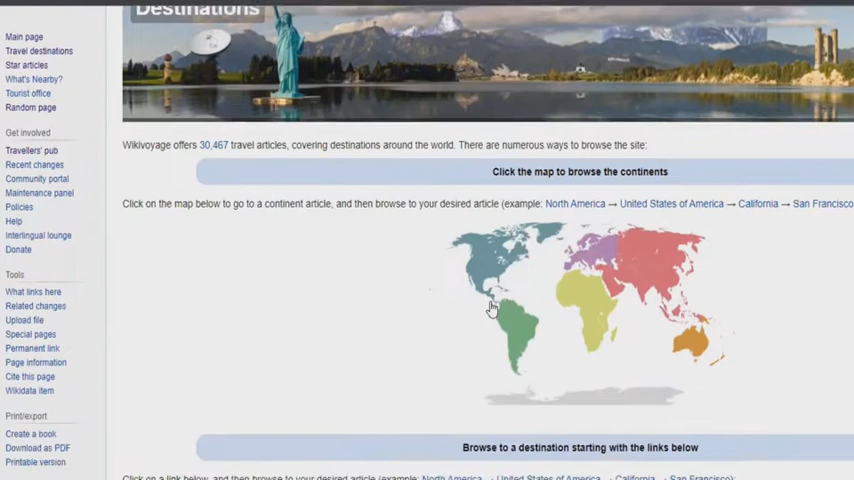 Destinations
Main page
Travel destinations
Star articles
What's Nearby?
Tourist office
Random page
Get involved
Travellers' pub
Recent changes
Community portal
Maintenance panel
Policies
Help
Interlingual lounge
Donate
Tools
What links here
Related changes
Upload file
Special pages
Permanent link
Page information
Cite this page
Wikidata item
Print/export
Create a book
Download as PDF
Printable version
Wikivoyage offers 30,467 travel articles, covering destinations around the world. There are numerous ways to browse the site:
Click the map to browse the continents
Click on the map below to go to a continent article, and then browse to your desired article (example: North America → United States of America → California → San Francisco
Browse to a destination starting with the links below
Click on a link below, and then browse to your desired article (example: North America → United States of America → California → San Francisco):